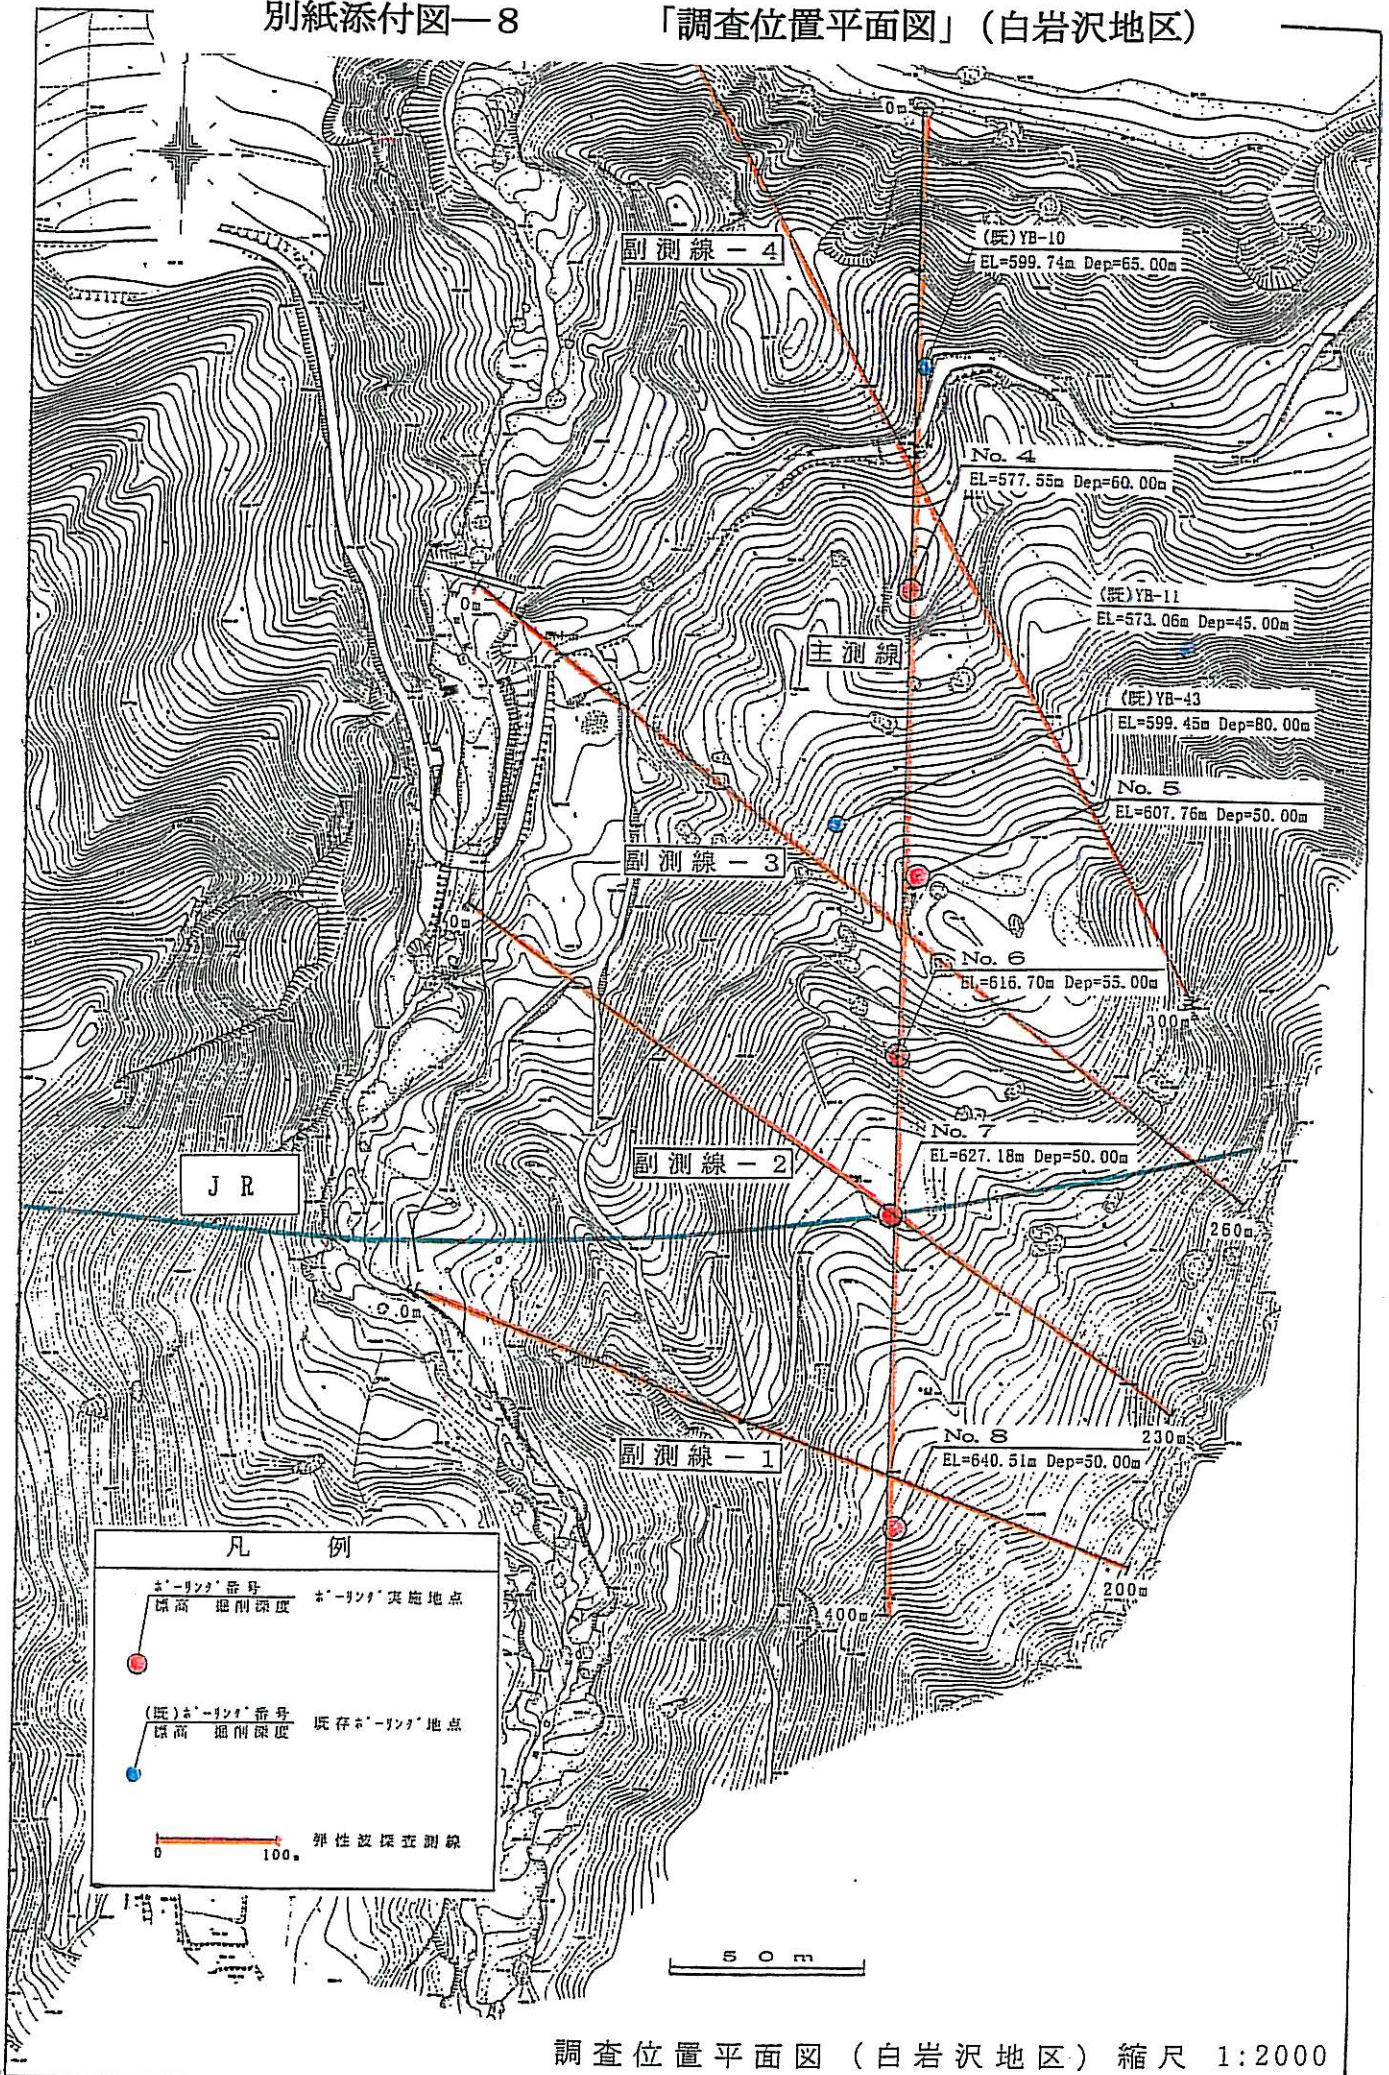 別紙添付図―8 「調査位置平面図」(白岩沢地区)
0m
副測線-4
(既)YB-10
EL=599.74m Dep=65.00m
No. 4
EL=577.55m Dep=60.00m
0m
(既)YB-11
EL=573.06m Dep=45.00m
主測線
(既)YB-43
EL=599.45m Dep=80.00m
No. 5
EL=607.76m Dep=50.00m
副測線-3
0m
No. 6
EL=616.70m Dep=55.00m
300m
No. 7
EL=627.18m Dep=50.00m
副測線-2
JR
260m
0.0m
230m
No. 8
EL=640.51m Dep=50.00m
副測線-1
200m
400m
凡 例
ボーリング番号
標高 掘削深度
ボーリング実施地点
(既)ボーリング番号
標高 掘削深度
既存ボーリング地点
弾性波探査測線
0 100m
50m
調査位置平面図 (白岩沢地区) 縮尺 1:2000